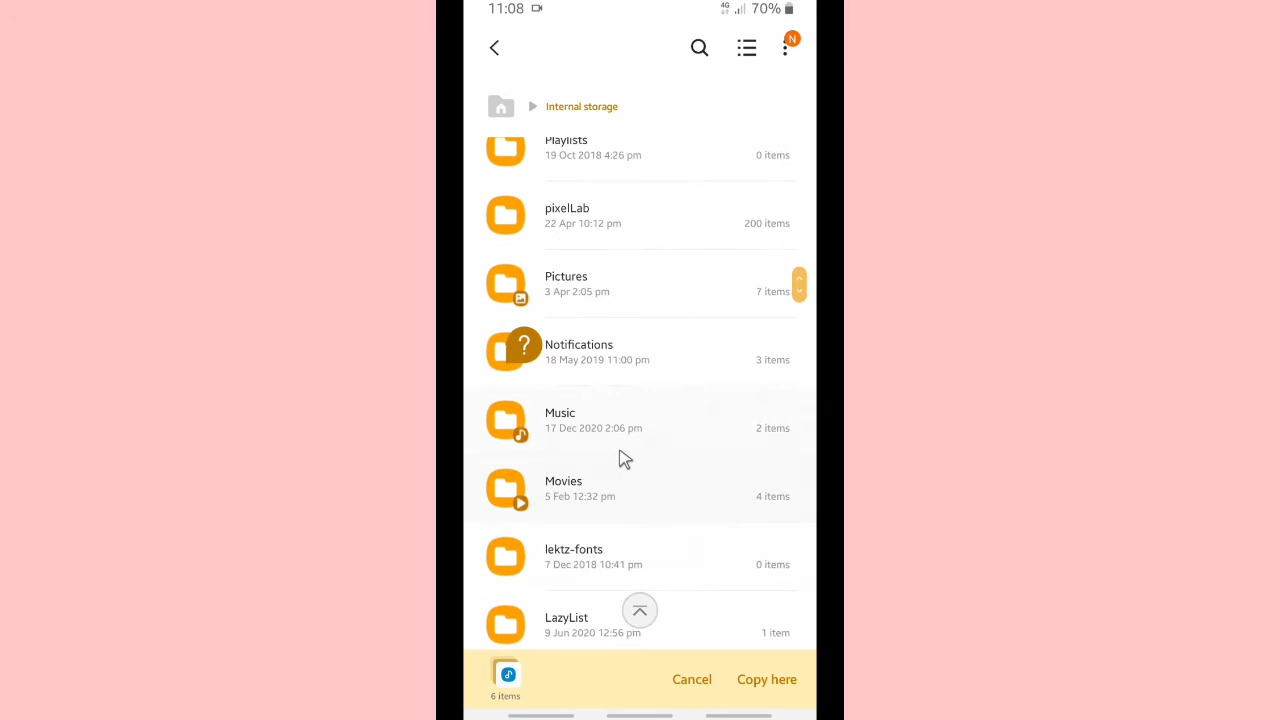 11:08
4G
70%
N
Internal storage
Playlists
19 Oct 2018 4:26 pm
0 items
pixelLab
22 Apr 10:12 pm
200 items
Pictures
3 Apr 2:05 pm
7 items
?
Notifications
18 May 2019 11:00 pm
3 items
Music
17 Dec 2020 2:06 pm
2 items
Movies
5 Feb 12:32 pm
4 items
lektz-fonts
7 Dec 2018 10:41 pm
0 items
LazyList
9 Jun 2020 12:56 pm
1 item
6 items
Cancel
Copy here